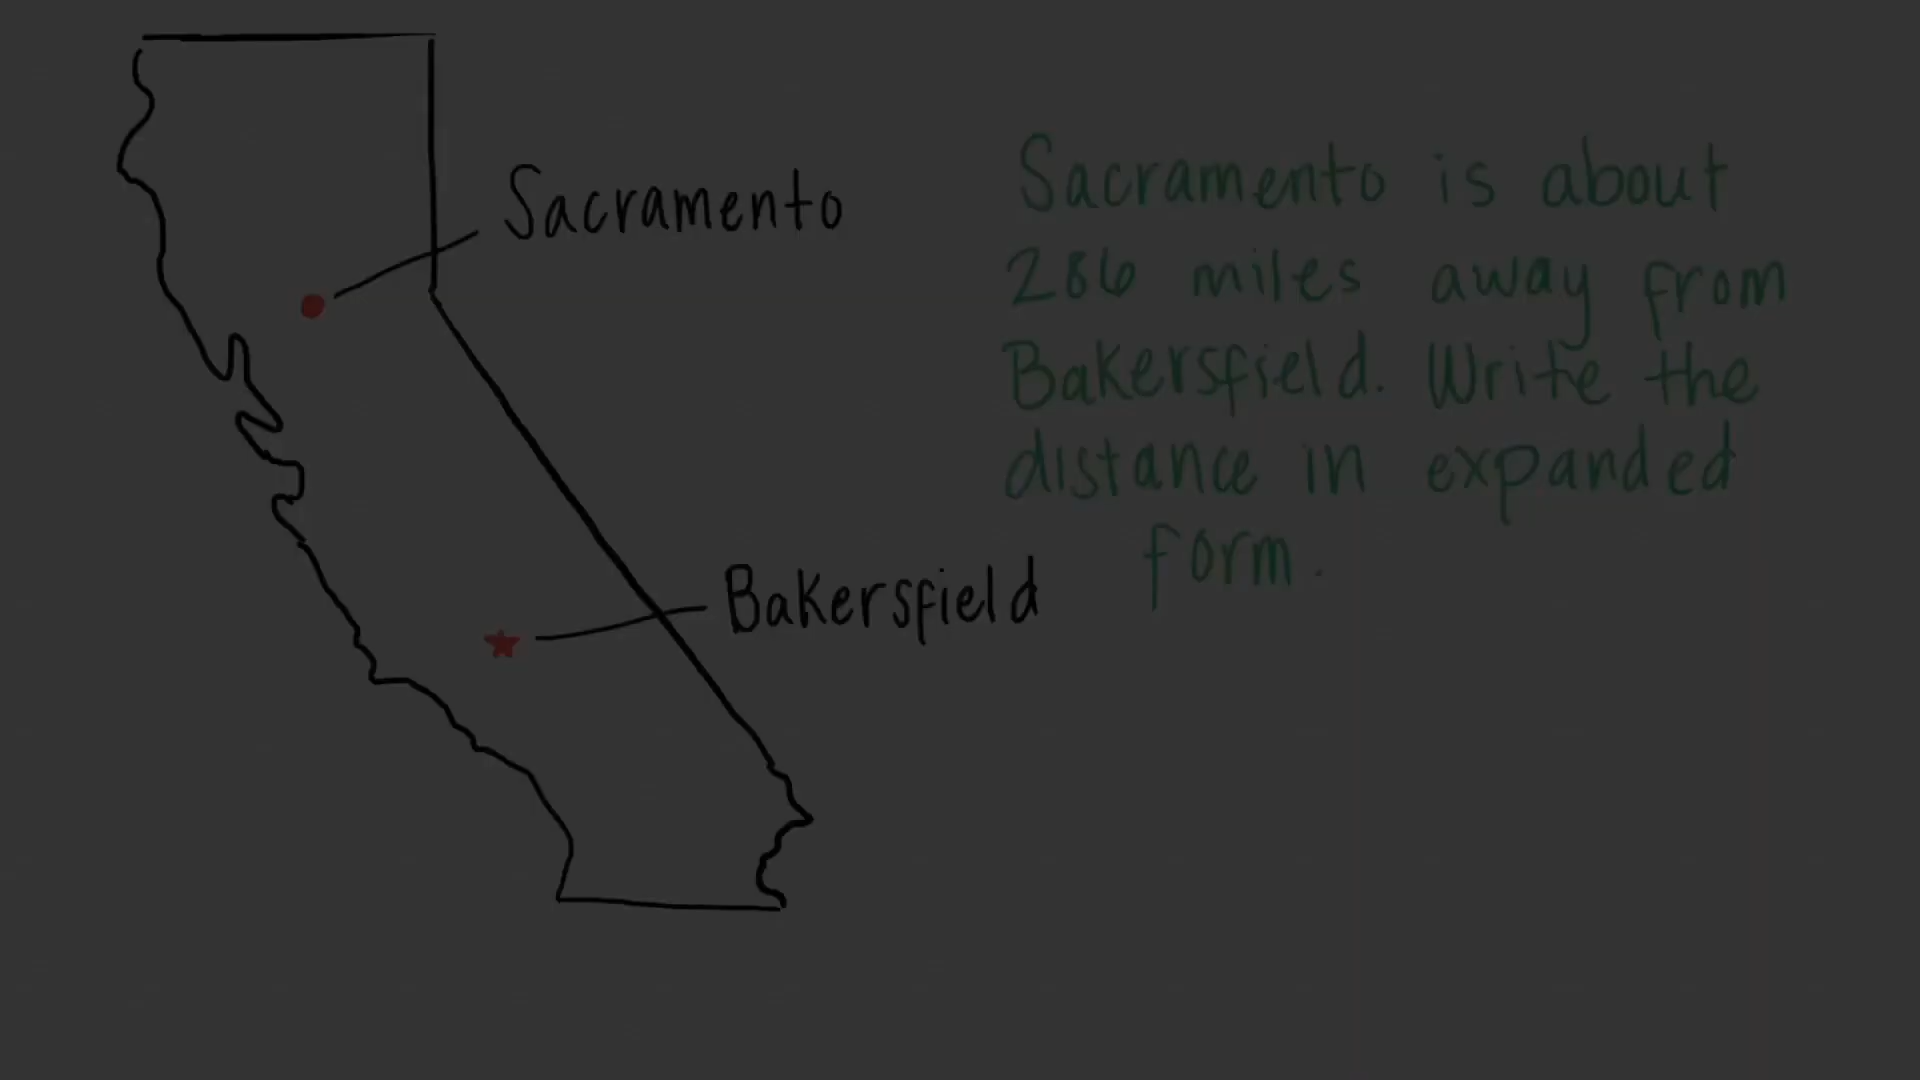 Sacramento
Bakersfield
Sacramento is about
286 miles away from
Bakersfield. Write the
distance in expanded
form.